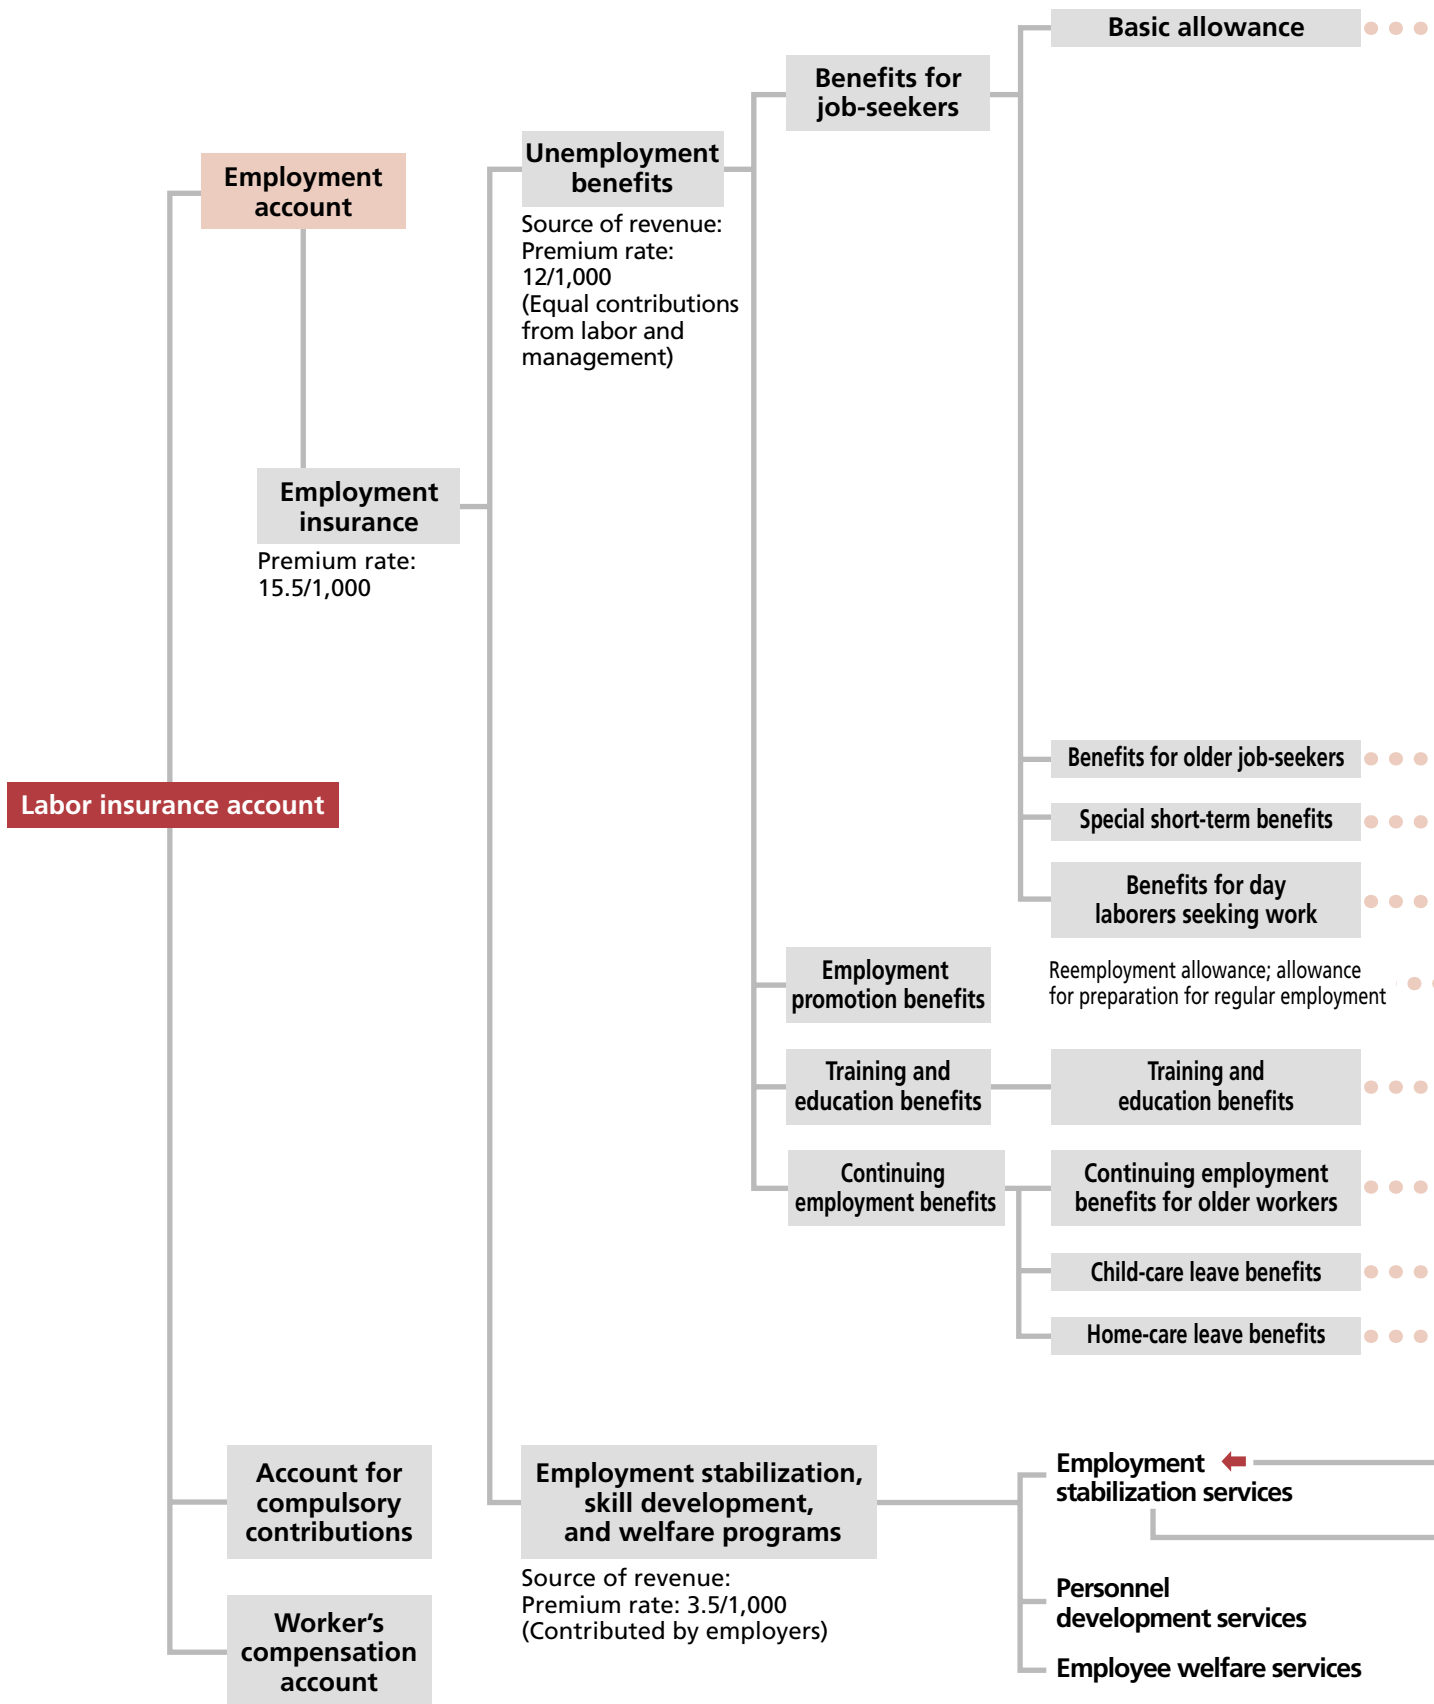 Basic allowance
Benefits for
job-seekers
Unemployment
benefits
Source of revenue:
Premium rate:
12/1,000
(Equal contributions
from labor and
management)
Employment
account
Employment
insurance
Premium rate:
15.5/1,000
Labor insurance account
Benefits for older job-seekers
Special short-term benefits
Benefits for day
laborers seeking work
Employment
promotion benefits
Reemployment allowance; allowance
for preparation for regular employment
Training and
education benefits
Training and
education benefits
Continuing
employment benefits
Continuing employment
benefits for older workers
Child-care leave benefits
Home-care leave benefits
Account for
compulsory
contributions
Employment stabilization,
skill development,
and welfare programs
Source of revenue:
Premium rate: 3.5/1,000
(Contributed by employers)
Employment
stabilization services
Personnel
development services
Employee welfare services
Worker’s
compensation
account